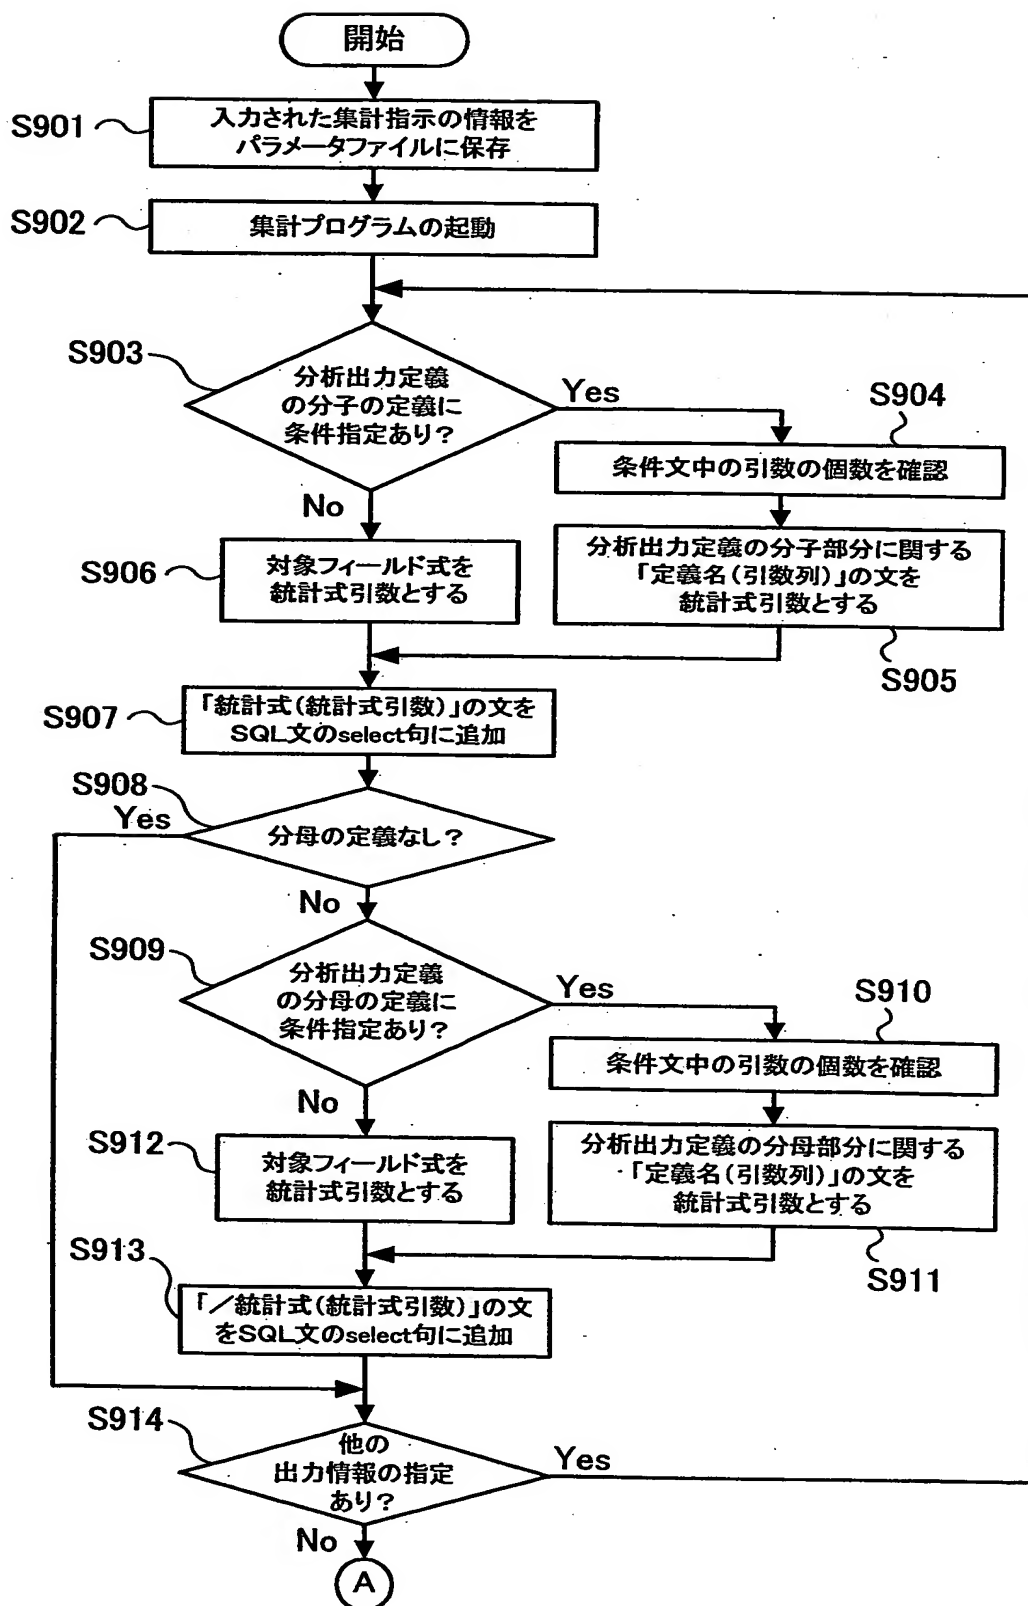 開始
S901
入力された集計指示の情報を
パラメータファイルに保存
S902
集計プログラムの起動
S903
分析出力定義
の分子の定義に
条件指定あり?
Yes
No
S904
条件文中の引数の個数を確認
分析出力定義の分子部分に関する
「定義名(引数列)」の文を
統計式引数とする
S905
S906
対象フィールド式を
統計式引数とする
S907
「統計式(統計式引数)」の文を
SQL文のselect句に追加
S908
Yes
分母の定義なし?
No
S909
分析出力定義
の分母の定義に
条件指定あり?
Yes
No
S910
条件文中の引数の個数を確認
分析出力定義の分母部分に関する
「定義名(引数列)」の文を
統計式引数とする
S911
S912
対象フィールド式を
統計式引数とする
S913
「/統計式(統計式引数)」の文
をSQL文のselect句に追加
S914
他の
出力情報の指定
あり?
Yes
No
A